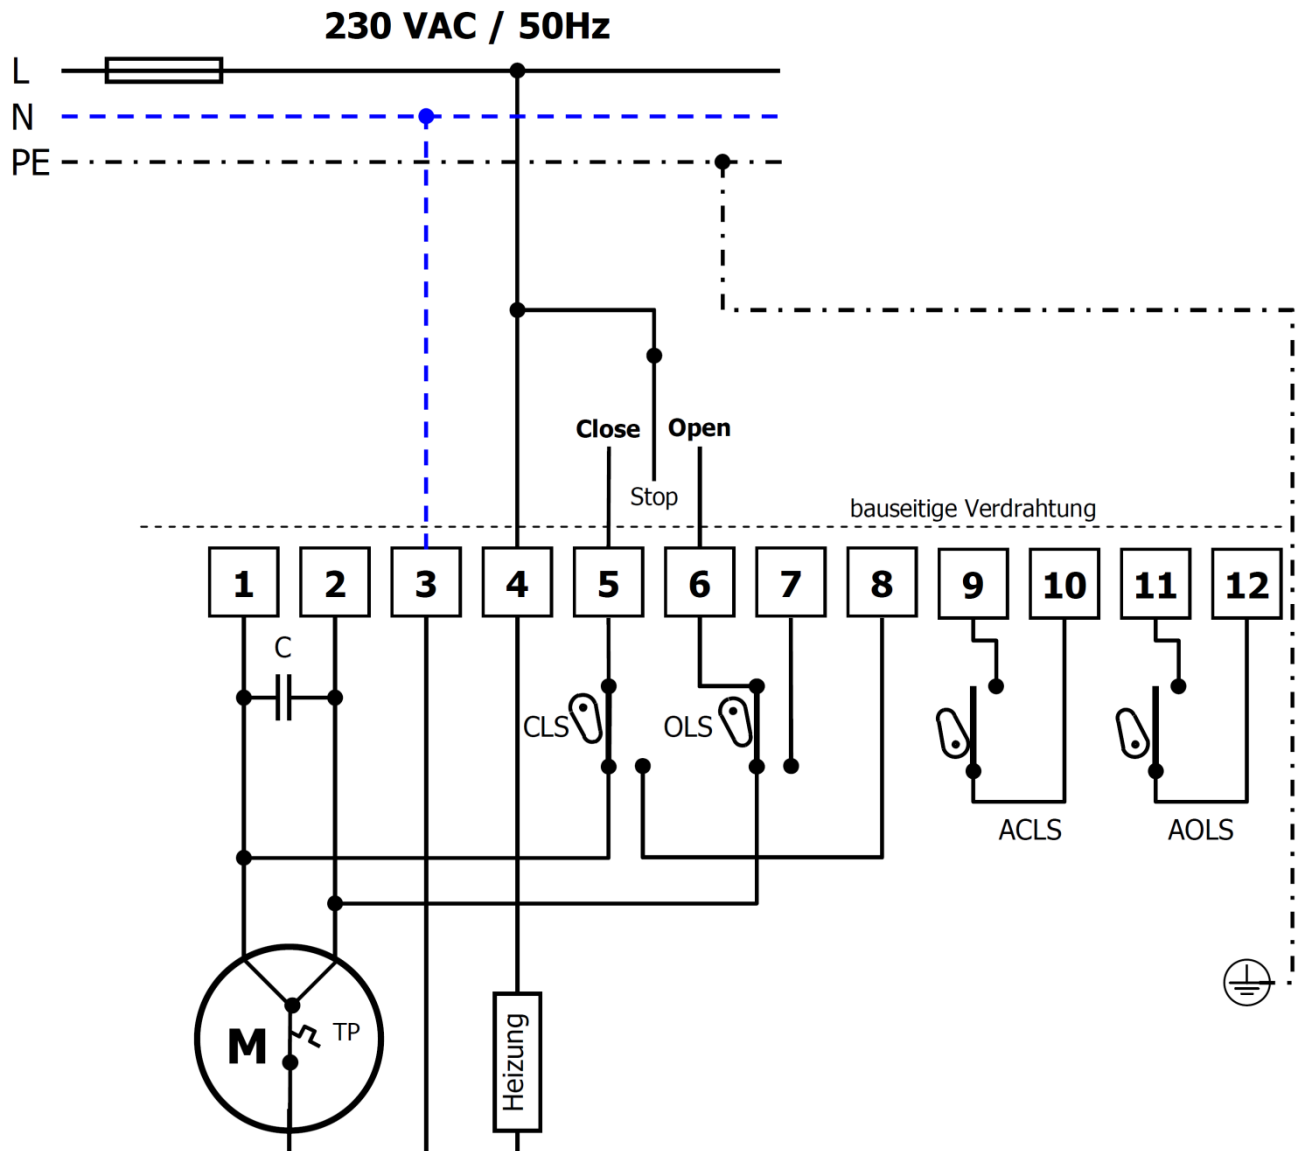 230 VAC / 50Hz
L
N
PE
Close Open
Stop
bauseitige Verdrahtung
1 2 3 4 5 6 7 8 9 10 11 12
C
CLS OLS
ACLS AOLS
M TP
Heizung